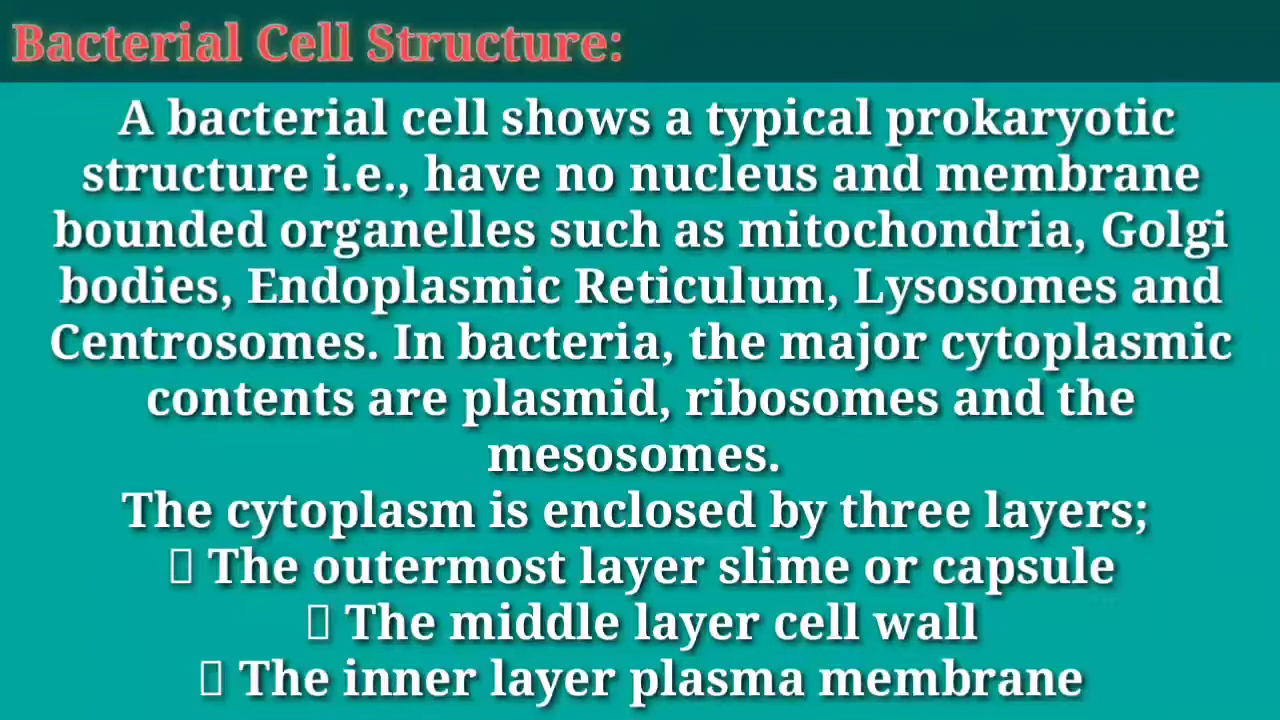 Bacterial Cell Structure:
A bacterial cell shows a typical prokaryotic
structure i.e., have no nucleus and membrane
bounded organelles such as mitochondria, Golgi
bodies, Endoplasmic Reticulum, Lysosomes and
Centrosomes. In bacteria, the major cytoplasmic
contents are plasmid, ribosomes and the
mesosomes.
The cytoplasm is enclosed by three layers;
▯ The outermost layer slime or capsule
▯ The middle layer cell wall
▯ The inner layer plasma membrane